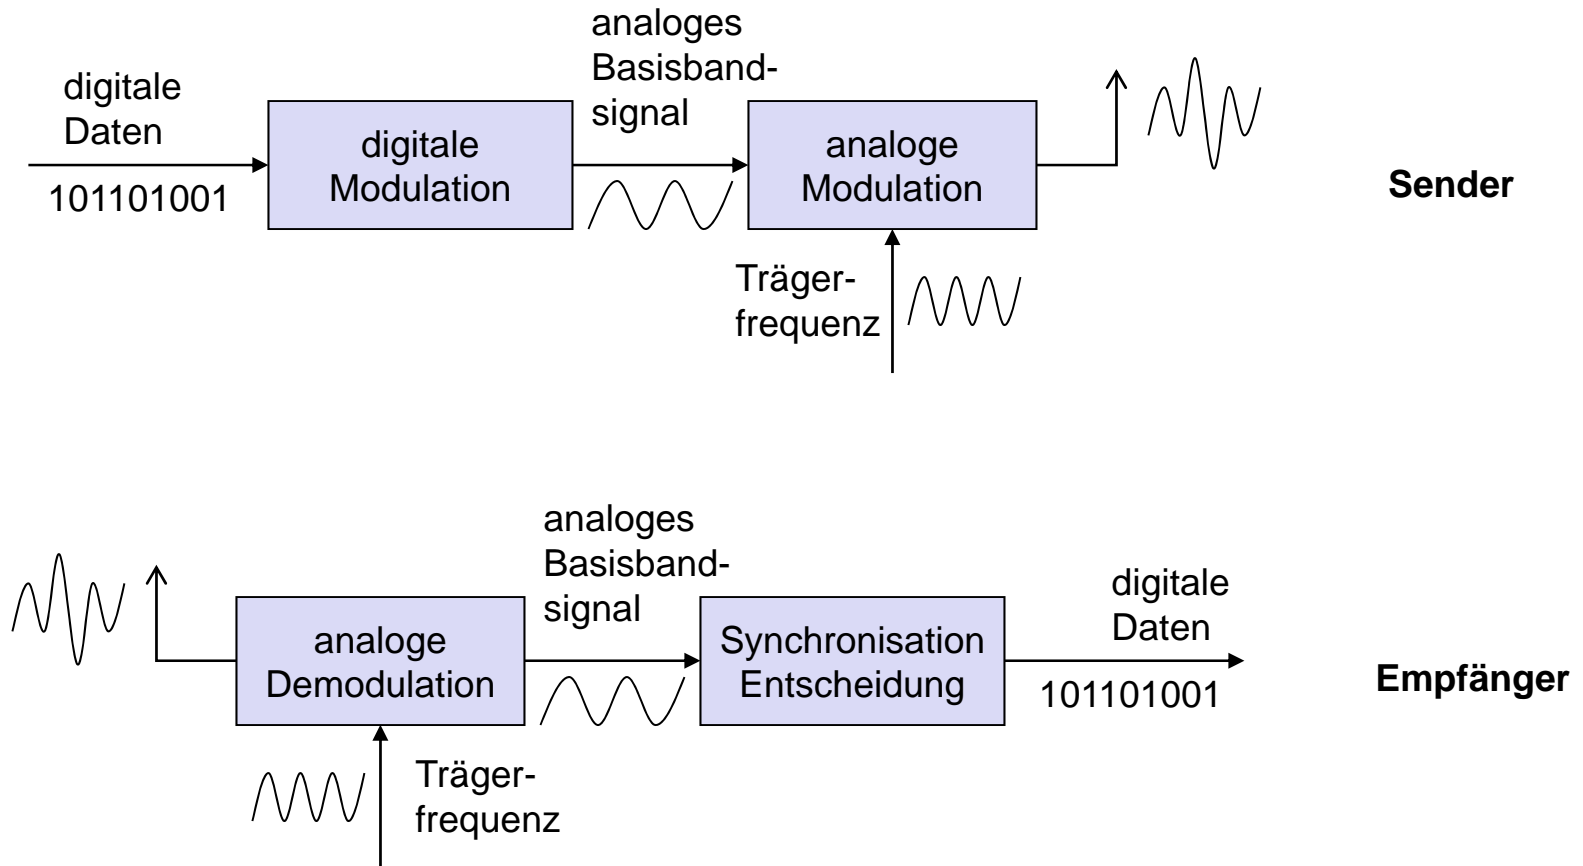 analoges
Basisband-
signal
digitale
Daten
101101001
digitale
Modulation
analoge
Modulation
Sender
Träger-
frequenz
analoges
Basisband-
signal
digitale
Daten
analoge
Demodulation
Synchronisation
Entscheidung
101101001
Empfänger
Träger-
frequenz